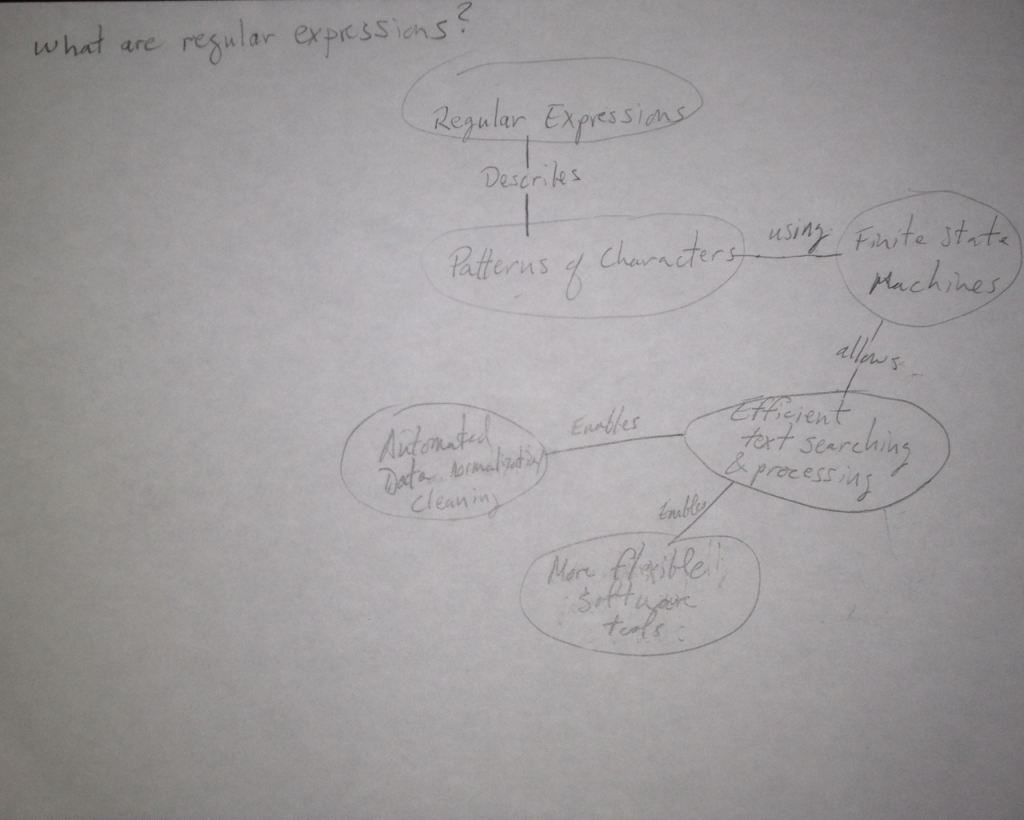 what are regular expressions?
Regular Expressions
Describes
Patterns of Characters
using
Finite State
Machines
allows
Efficient
text searching
& processing
Enables
Automated
Data normalization/
Cleaning
Enables
More flexible
software
tools